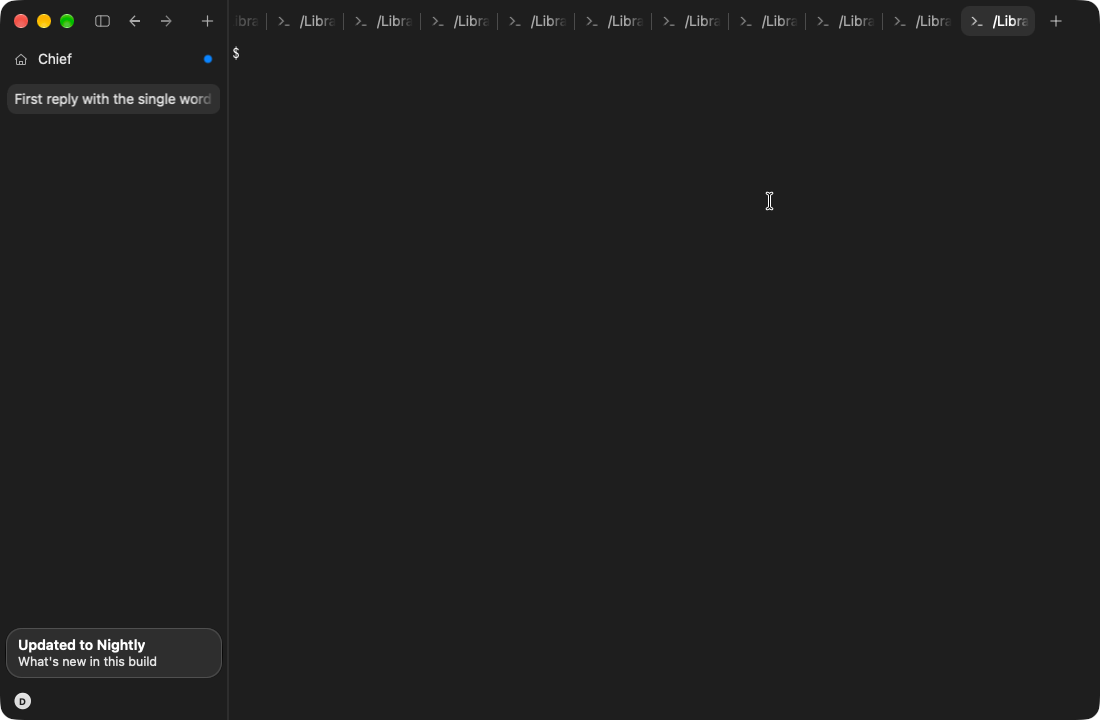 ibra /Libra /Libra /Libra /Libra /Libra /Libra /Libra /Libra /Libra /Libra
Chief
$
First reply with the single word
Updated to Nightly
What's new in this build
D